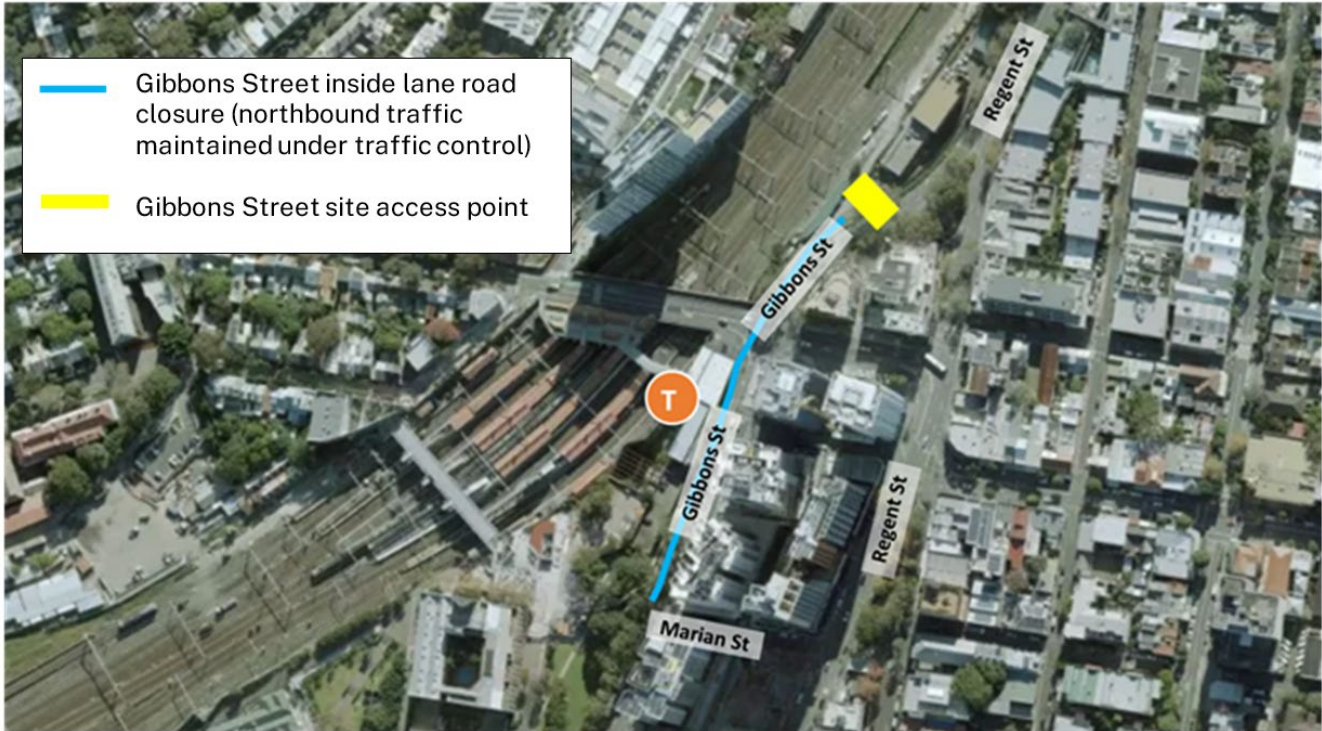 Gibbons Street inside lane road
closure (northbound traffic
maintained under traffic control)
Gibbons Street site access point
Regent St
Gibbons St
T
Gibbons St
Regent St
Marian St